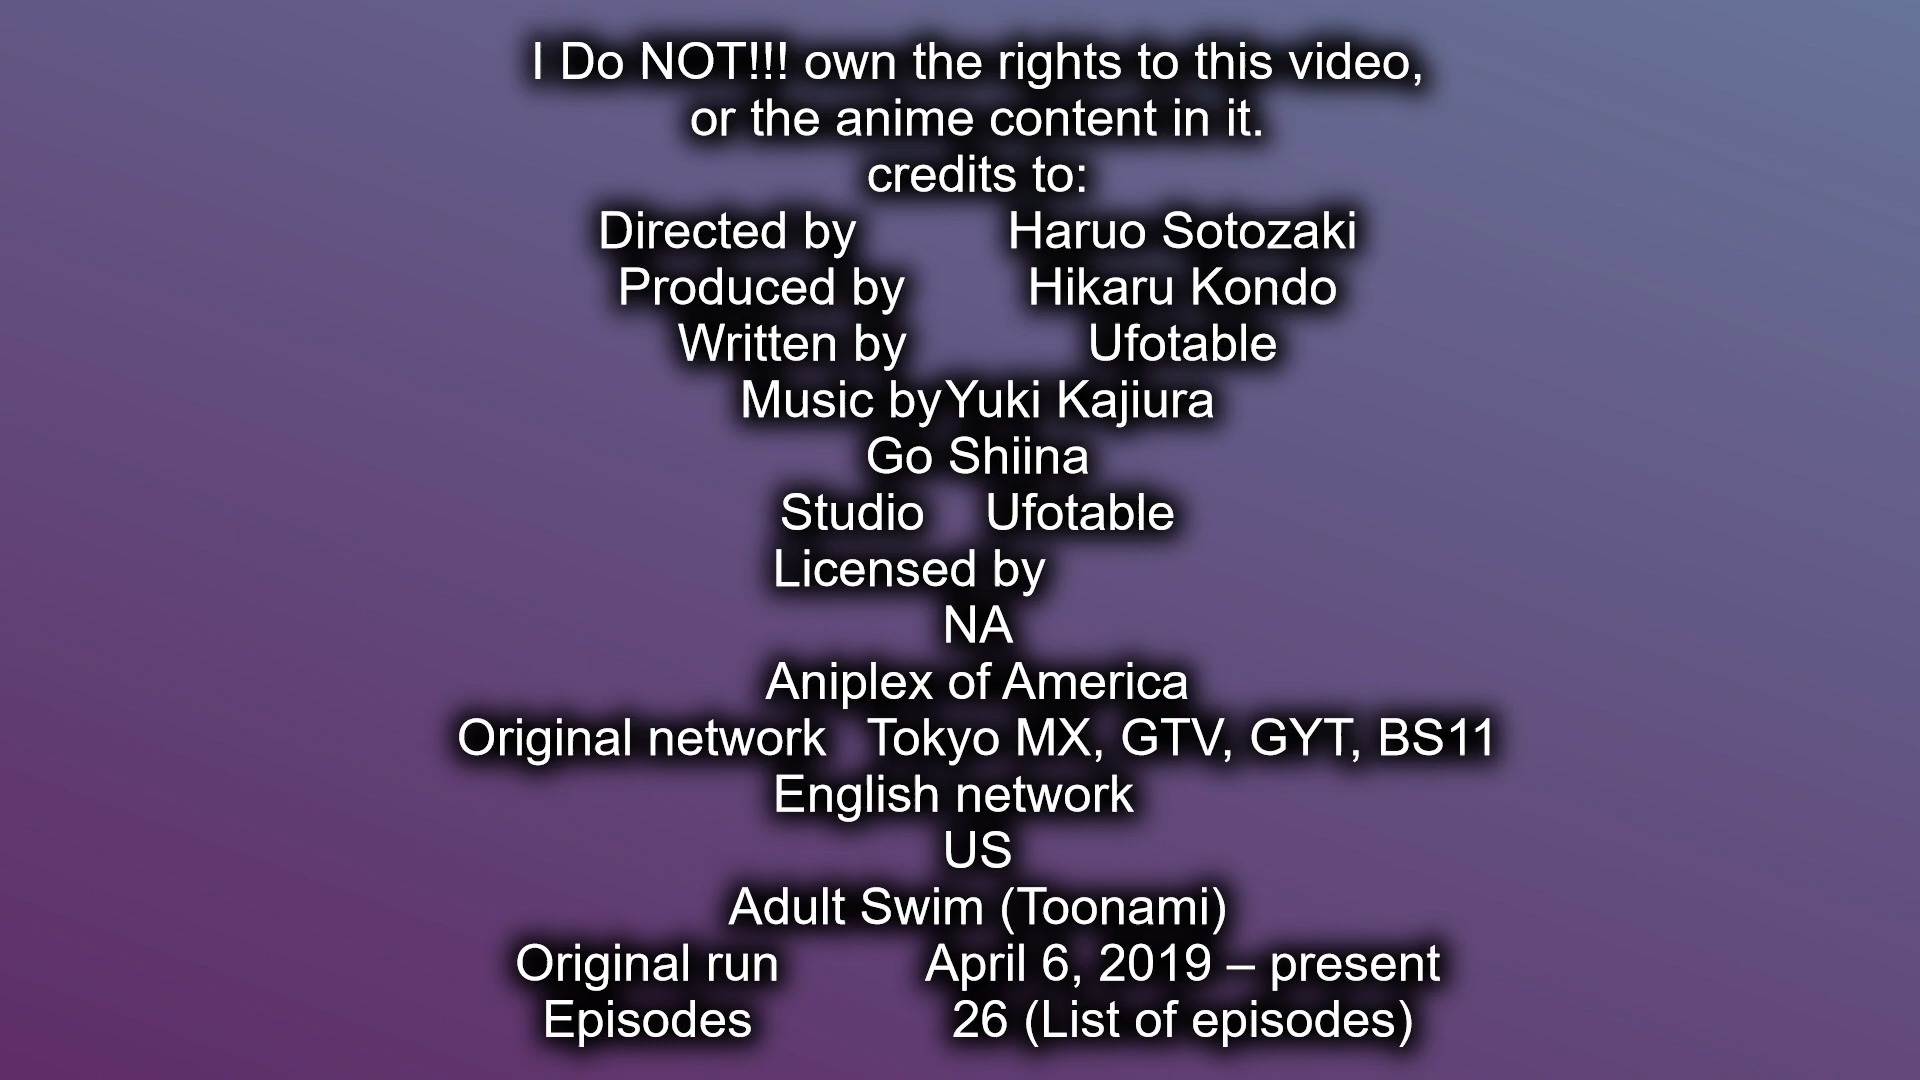 I Do NOT!!! own the rights to this video,
or the anime content in it.
credits to:
Directed by Haruo Sotozaki
Produced by Hikaru Kondo
Written by Ufotable
Music by Yuki Kajiura
Go Shiina
Studio Ufotable
Licensed by
NA
Aniplex of America
Original network Tokyo MX, GTV, GYT, BS11
English network
US
Adult Swim (Toonami)
Original run April 6, 2019 – present
Episodes 26 (List of episodes)